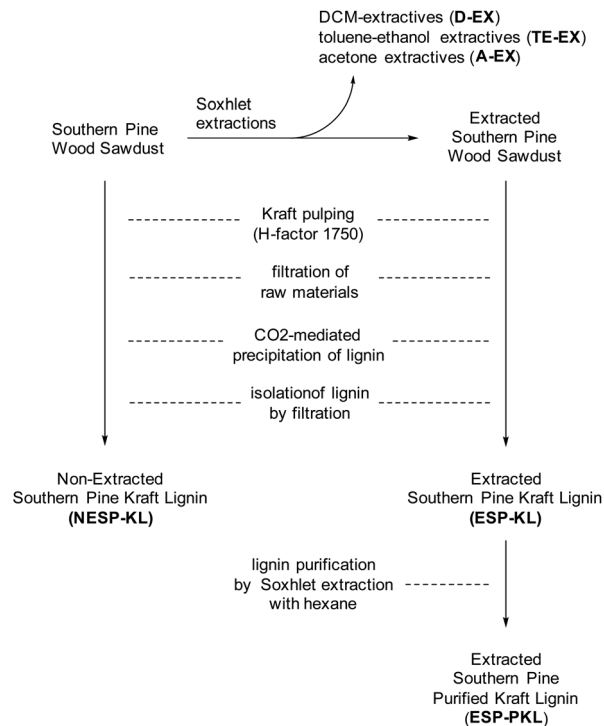 DCM-extractives (D-EX)
toluene-ethanol extractives (TE-EX)
acetone extractives (A-EX)
Soxhlet
extractions
Southern Pine
Wood Sawdust
Extracted
Southern Pine
Wood Sawdust
Kraft pulping
(H-factor 1750)
filtration of
raw materials
CO2-mediated
precipitation of lignin
isolationof lignin
by filtration
Non-Extracted
Southern Pine Kraft Lignin
(NESP-KL)
Extracted
Southern Pine Kraft Lignin
(ESP-KL)
lignin purification
by Soxhlet extraction
with hexane
Extracted
Southern Pine
Purified Kraft Lignin
(ESP-PKL)